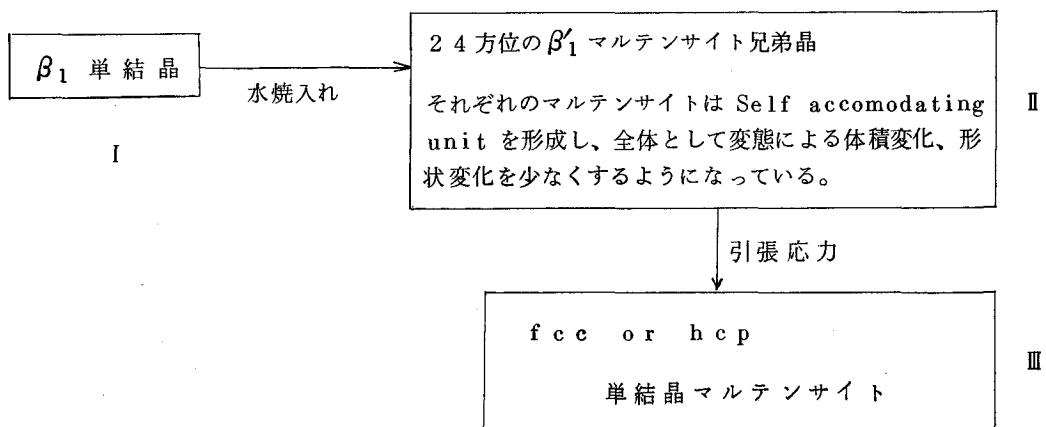 β₁ 単結晶
水焼入れ
I
24方位のβ′₁マルテンサイト兄弟晶
それぞれのマルテンサイトは Self accomodating
unit を形成し、全体として変態による体積変化、形
状変化を少なくするようになっている。
Ⅱ
引張応力
fcc or hcp
単結晶マルテンサイト
Ⅲ